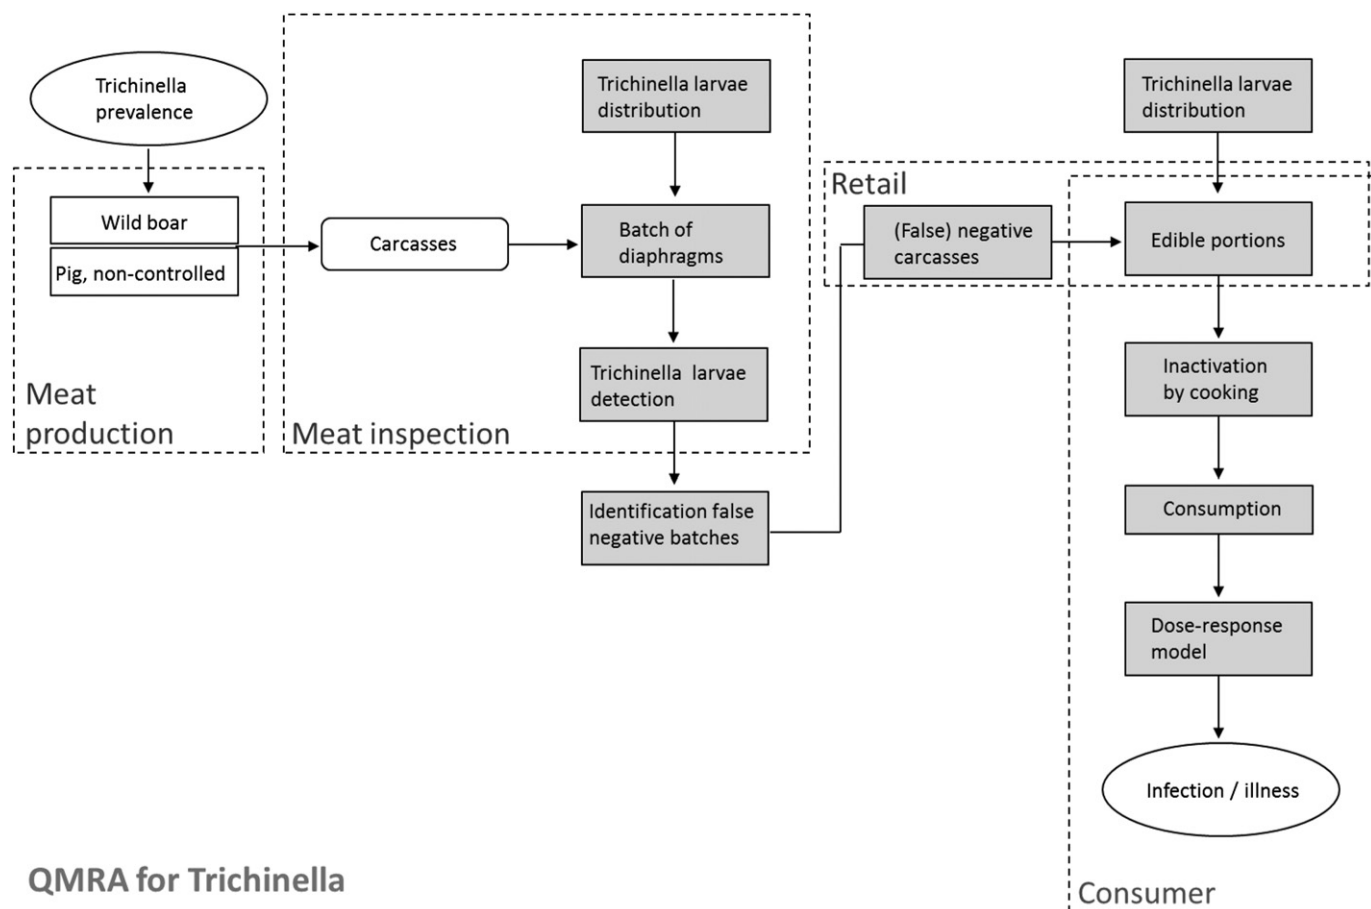 Trichinella
prevalence
Wild boar
Pig, non-controlled
Meat
production
Carcasses
Trichinella larvae
distribution
Batch of
diaphragms
Trichinella larvae
detection
Meat inspection
Identification false
negative batches
Retail
(False) negative
carcasses
Trichinella larvae
distribution
Edible portions
Inactivation
by cooking
Consumption
Dose-response
model
Infection / illness
Consumer
QMRA for Trichinella